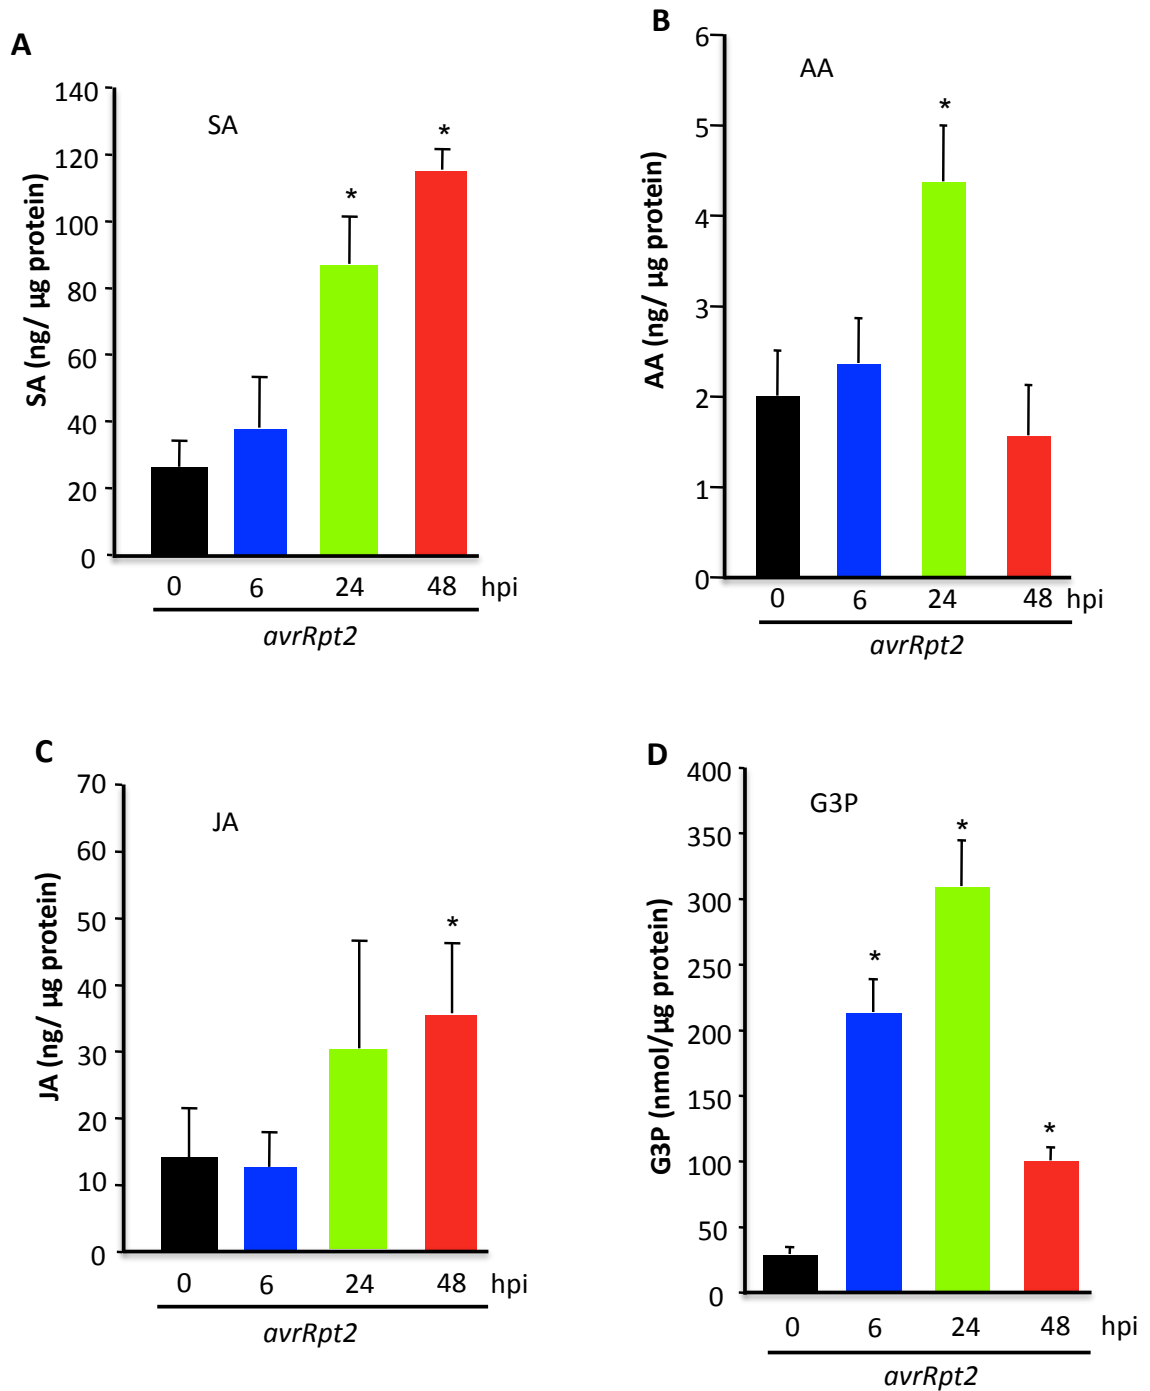 A
SA
SA (ng/ µg protein)
140
120
100
80
60
40
20
0
*
*
0 6 24 48 hpi
avrRpt2
B
AA
AA (ng/ µg protein)
6
5
4
3
2
1
0
*
0 6 24 48 hpi
avrRpt2
C
JA
JA (ng/ µg protein)
70
60
50
40
30
20
10
0
*
0 6 24 48 hpi
avrRpt2
D
G3P
G3P (nmol/µg protein)
400
350
300
250
200
150
100
50
0
*
*
*
0 6 24 48 hpi
avrRpt2